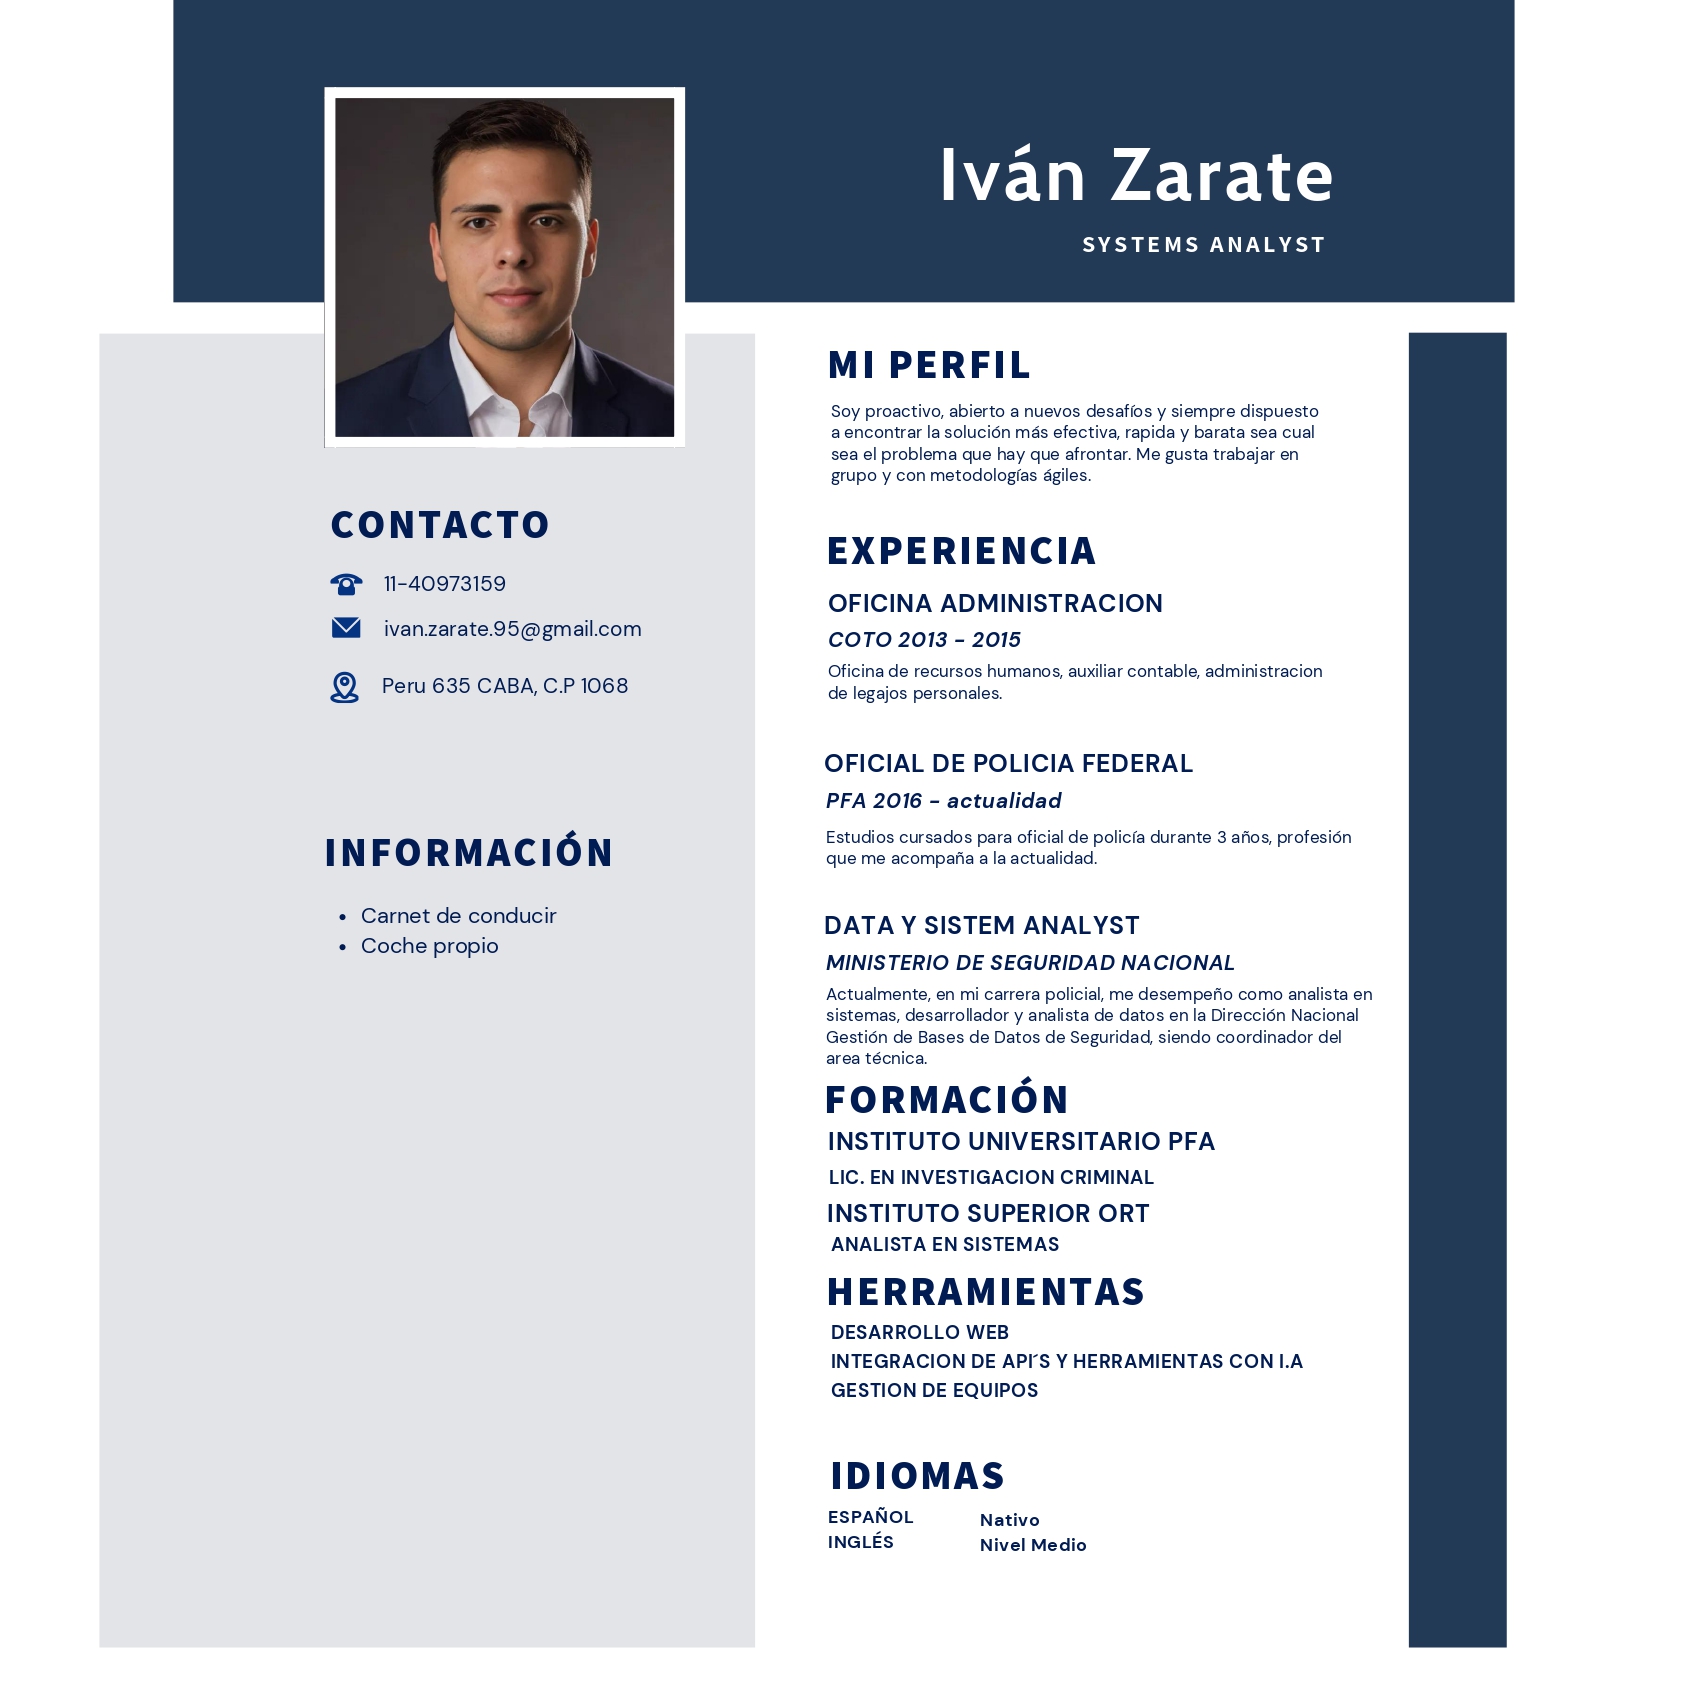 Iván Zarate
SYSTEMS ANALYST
CONTACTO
11-40973159
ivan.zarate.95@gmail.com
Peru 635 CABA, C.P 1068
INFORMACIÓN
• Carnet de conducir
• Coche propio
MI PERFIL
Soy proactivo, abierto a nuevos desafíos y siempre dispuesto
a encontrar la solución más efectiva, rapida y barata sea cual
sea el problema que hay que afrontar. Me gusta trabajar en
grupo y con metodologías ágiles.
EXPERIENCIA
OFICINA ADMINISTRACION
COTO 2013 - 2015
Oficina de recursos humanos, auxiliar contable, administracion
de legajos personales.
OFICIAL DE POLICIA FEDERAL
PFA 2016 - actualidad
Estudios cursados para oficial de policía durante 3 años, profesión
que me acompaña a la actualidad.
DATA Y SISTEM ANALYST
MINISTERIO DE SEGURIDAD NACIONAL
Actualmente, en mi carrera policial, me desempeño como analista en
sistemas, desarrollador y analista de datos en la Dirección Nacional
Gestión de Bases de Datos de Seguridad, siendo coordinador del
area técnica.
FORMACIÓN
INSTITUTO UNIVERSITARIO PFA
LIC. EN INVESTIGACION CRIMINAL
INSTITUTO SUPERIOR ORT
ANALISTA EN SISTEMAS
HERRAMIENTAS
DESARROLLO WEB
INTEGRACION DE API´S Y HERRAMIENTAS CON I.A
GESTION DE EQUIPOS
IDIOMAS
ESPAÑOL Nativo
INGLÉS Nivel Medio